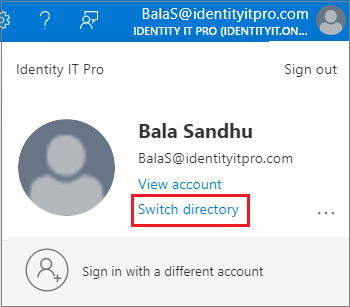 BalaS@identityitpro.com
IDENTITY IT PRO (IDENTITYIT.ON...
Identity IT Pro
Sign out
Bala Sandhu
BalaS@identityitpro.com
View account
Switch directory
...
Sign in with a different account